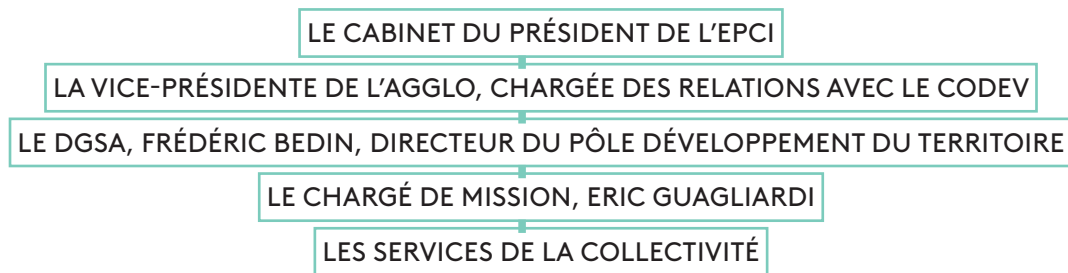 LE CABINET DU PRÉSIDENT DE L'EPCI
LA VICE-PRÉSIDENTE DE L'AGGLO, CHARGÉE DES RELATIONS AVEC LE CODEV
LE DGSA, FRÉDÉRIC BEDIN, DIRECTEUR DU PÔLE DÉVELOPPEMENT DU TERRITOIRE
LE CHARGÉ DE MISSION, ERIC GUAGLIARDI
LES SERVICES DE LA COLLECTIVITÉ